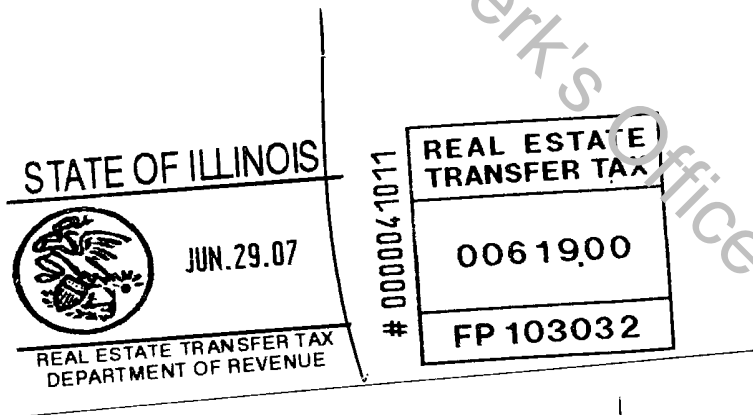 STATE OF ILLINOIS
JUN.29.07
REAL ESTATE TRANSFER TAX
DEPARTMENT OF REVENUE
# 0000041011
REAL ESTATE
TRANSFER TAX
0061900
FP 103032
erk's Office